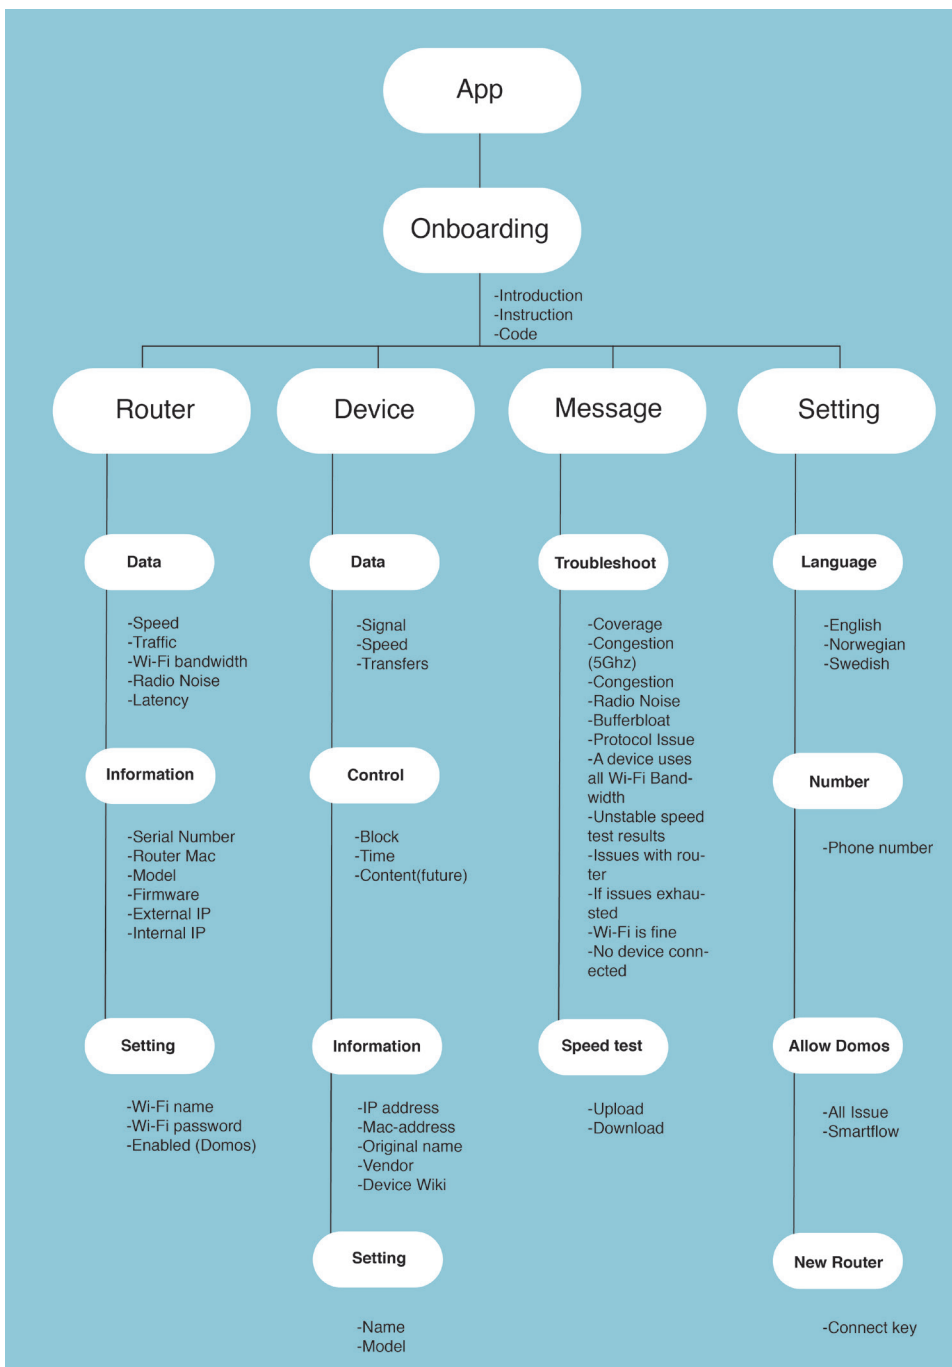 App
Onboarding
-Introduction
-Instruction
-Code
Router
Device
Message
Setting
Data
-Speed
-Traffic
-Wi-Fi bandwidth
-Radio Noise
-Latency
Information
-Serial Number
-Router Mac
-Model
-Firmware
-External IP
-Internal IP
Setting
-Wi-Fi name
-Wi-Fi password
-Enabled (Domos)
Data
-Signal
-Speed
-Transfers
Control
-Block
-Time
-Content(future)
Information
-IP address
-Mac-address
-Original name
-Vendor
-Device Wiki
Setting
-Name
-Model
Troubleshoot
-Coverage
-Congestion
(5Ghz)
-Congestion
-Radio Noise
-Bufferbloat
-Protocol Issue
-A device uses
all Wi-Fi Band-
width
-Unstable speed
test results
-Issues with rou-
ter
-If issues exhau-
sted
-Wi-Fi is fine
-No device conn-
ected
Speed test
-Upload
-Download
Language
-English
-Norwegian
-Swedish
Number
-Phone number
Allow Domos
-All Issue
-Smartflow
New Router
-Connect key